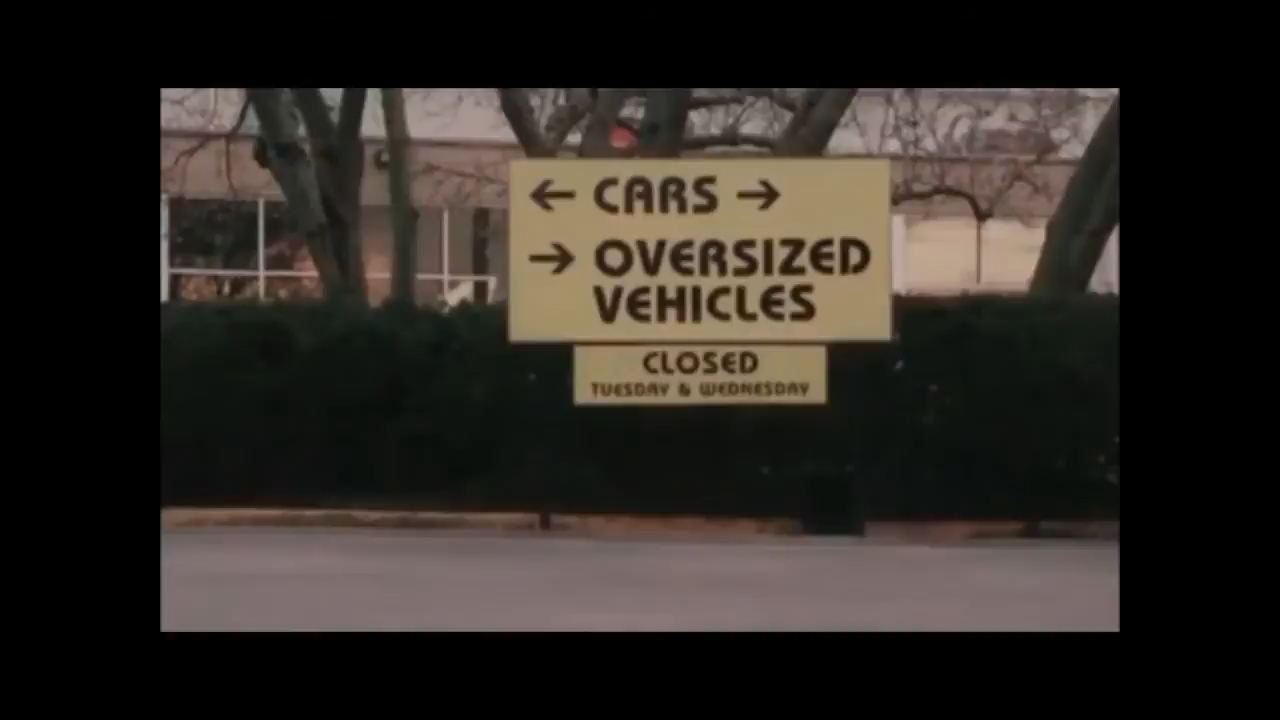 ← CARS →
→ OVERSIZED
VEHICLES
CLOSED
TUESDAY & WEDNESDAY